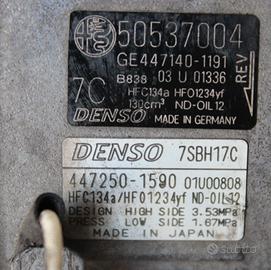 50537004
GE447140-1191
7C
B838 03 U 01336
HFC134a HFO1234yf
130cm³ ND-OIL12
DENSO MADE IN GERMANY
REV
DENSO 7SBH17C
447250-1590 01U00808
HFC134a/HFO1234yf ND-OIL12
DESIGN HIGH SIDE 3.53MPa
PRESS LOW SIDE 1.67MPa
MADE IN JAPAN
subito